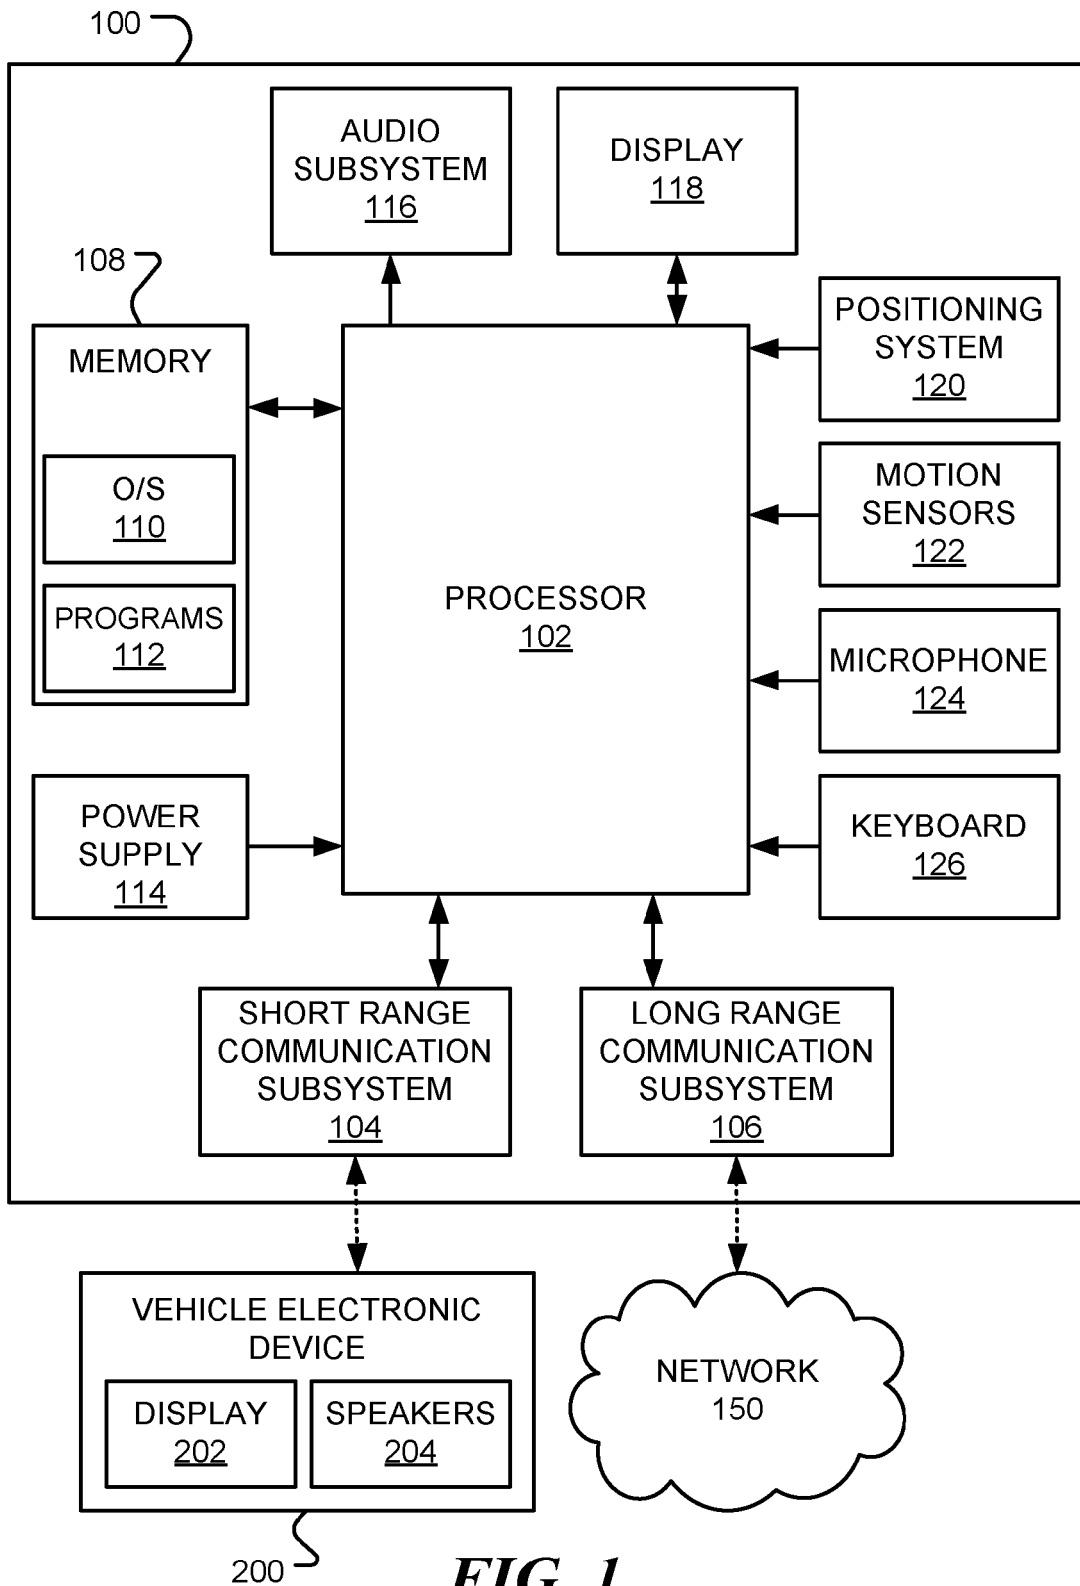 100
AUDIO
SUBSYSTEM
116
DISPLAY
118
108
MEMORY
O/S
110
PROGRAMS
112
POSITIONING
SYSTEM
120
MOTION
SENSORS
122
PROCESSOR
102
MICROPHONE
124
POWER
SUPPLY
114
KEYBOARD
126
SHORT RANGE
COMMUNICATION
SUBSYSTEM
104
LONG RANGE
COMMUNICATION
SUBSYSTEM
106
VEHICLE ELECTRONIC
DEVICE
DISPLAY
202
SPEAKERS
204
NETWORK
150
200
FIG. 1